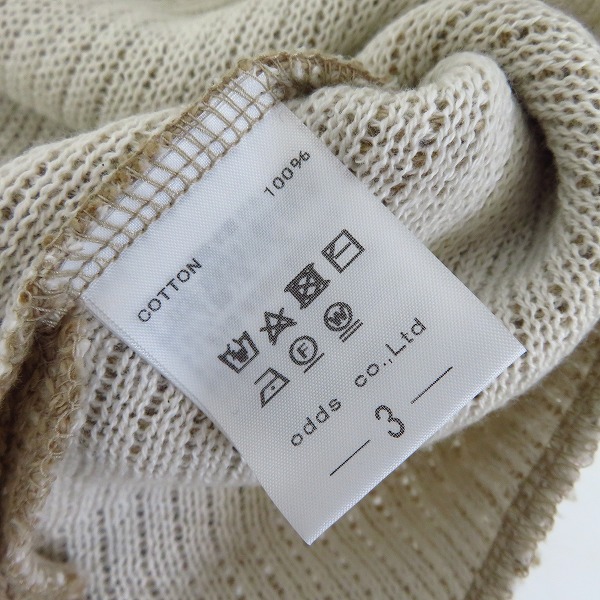 COTTON 100%
F W
odds co.,Ltd
3